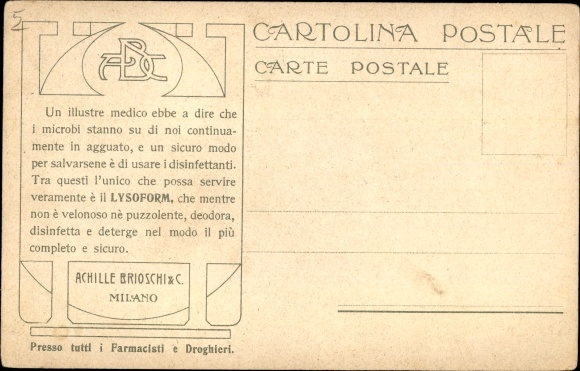 5
ABC
CARTOLINA POSTALE
CARTE POSTALE
Un illustre medico ebbe a dire che
i microbi stanno su di noi continua-
mente in agguato, e un sicuro modo
per salvarsene è di usare i disinfettanti.
Tra questi l'unico che possa servire
veramente è il LYSOFORM, che mentre
non è velonoso nè puzzolente, deodora,
disinfetta e deterge nel modo il più
completo e sicuro.
ACHILLE BRIOSCHI & C.
MILANO
Presso tutti i Farmacisti e Droghieri.